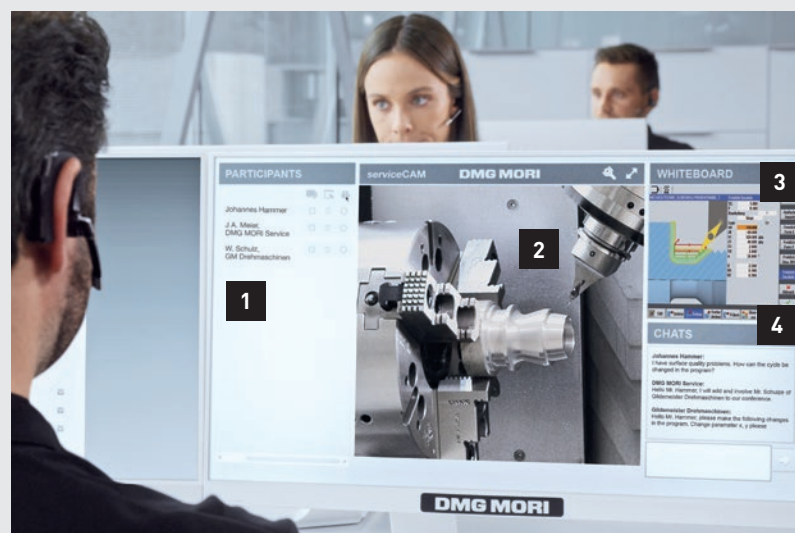 PARTICIPANTS
Johannes Hammer
J A. Meier,
DMG MORI Service
W. Schulz,
GM Drehmaschinen
1
serviceCAM
DMG MORI
2
WHITEBOARD
3
4
CHATS
Johannes Hammer:
I have surface quality problems. How can the cycle be
changed in the program?
DMG MORI Service:
Hello Mr. Hammer, I will add and involve Mr. Schulze of
Gildemeister Drehmaschinen to our conference.
Gildemeister Drehmaschinen:
Hello Mr. Hammer, please make the following changes
in the program. Change parameter x, y please
DMG MORI